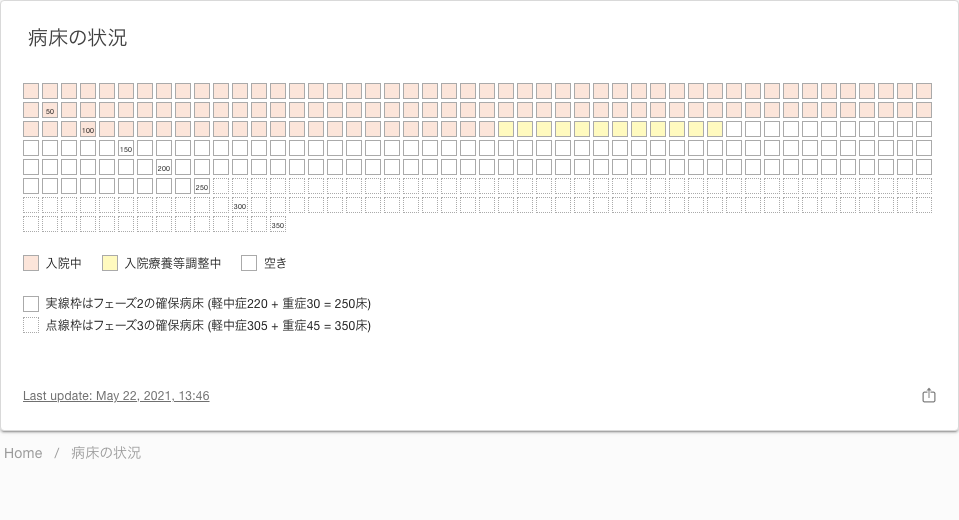 病床の状況
50
100
150
200
250
300
350
入院中 入院療養等調整中 空き
実線枠はフェーズ2の確保病床 (軽中症220 + 重症30 = 250床)
点線枠はフェーズ3の確保病床 (軽中症305 + 重症45 = 350床)
Last update: May 22, 2021, 13:46
Home / 病床の状況